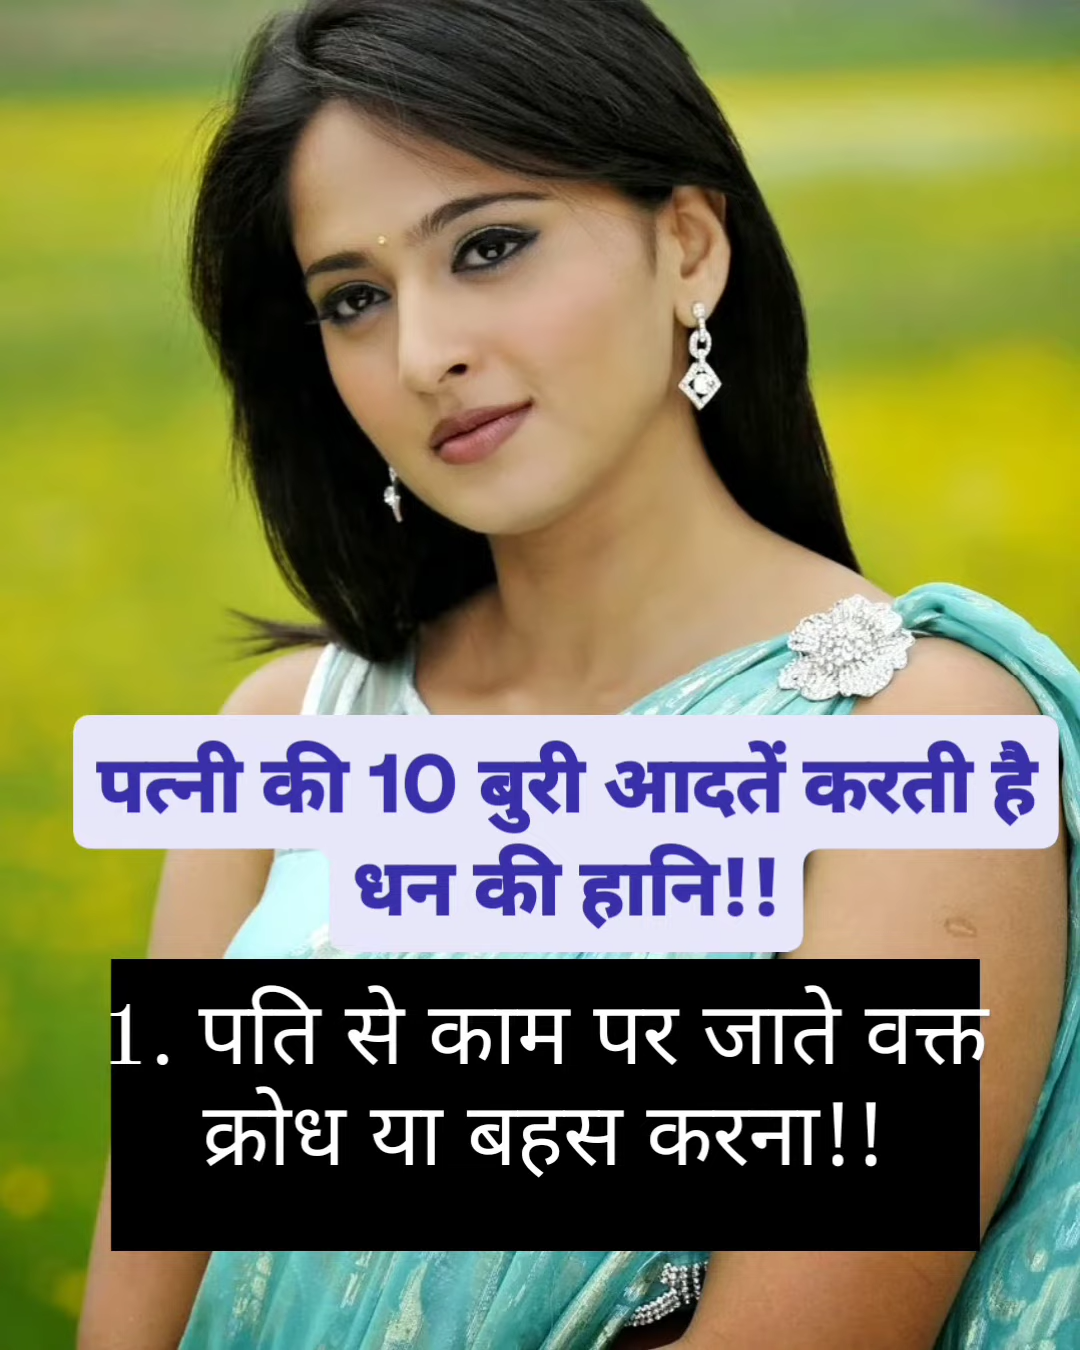 पत्नी की 10 बुरी आदतें करती है
धन की हानि!!
1. पति से काम पर जाते वक्त
क्रोध या बहस करना!!